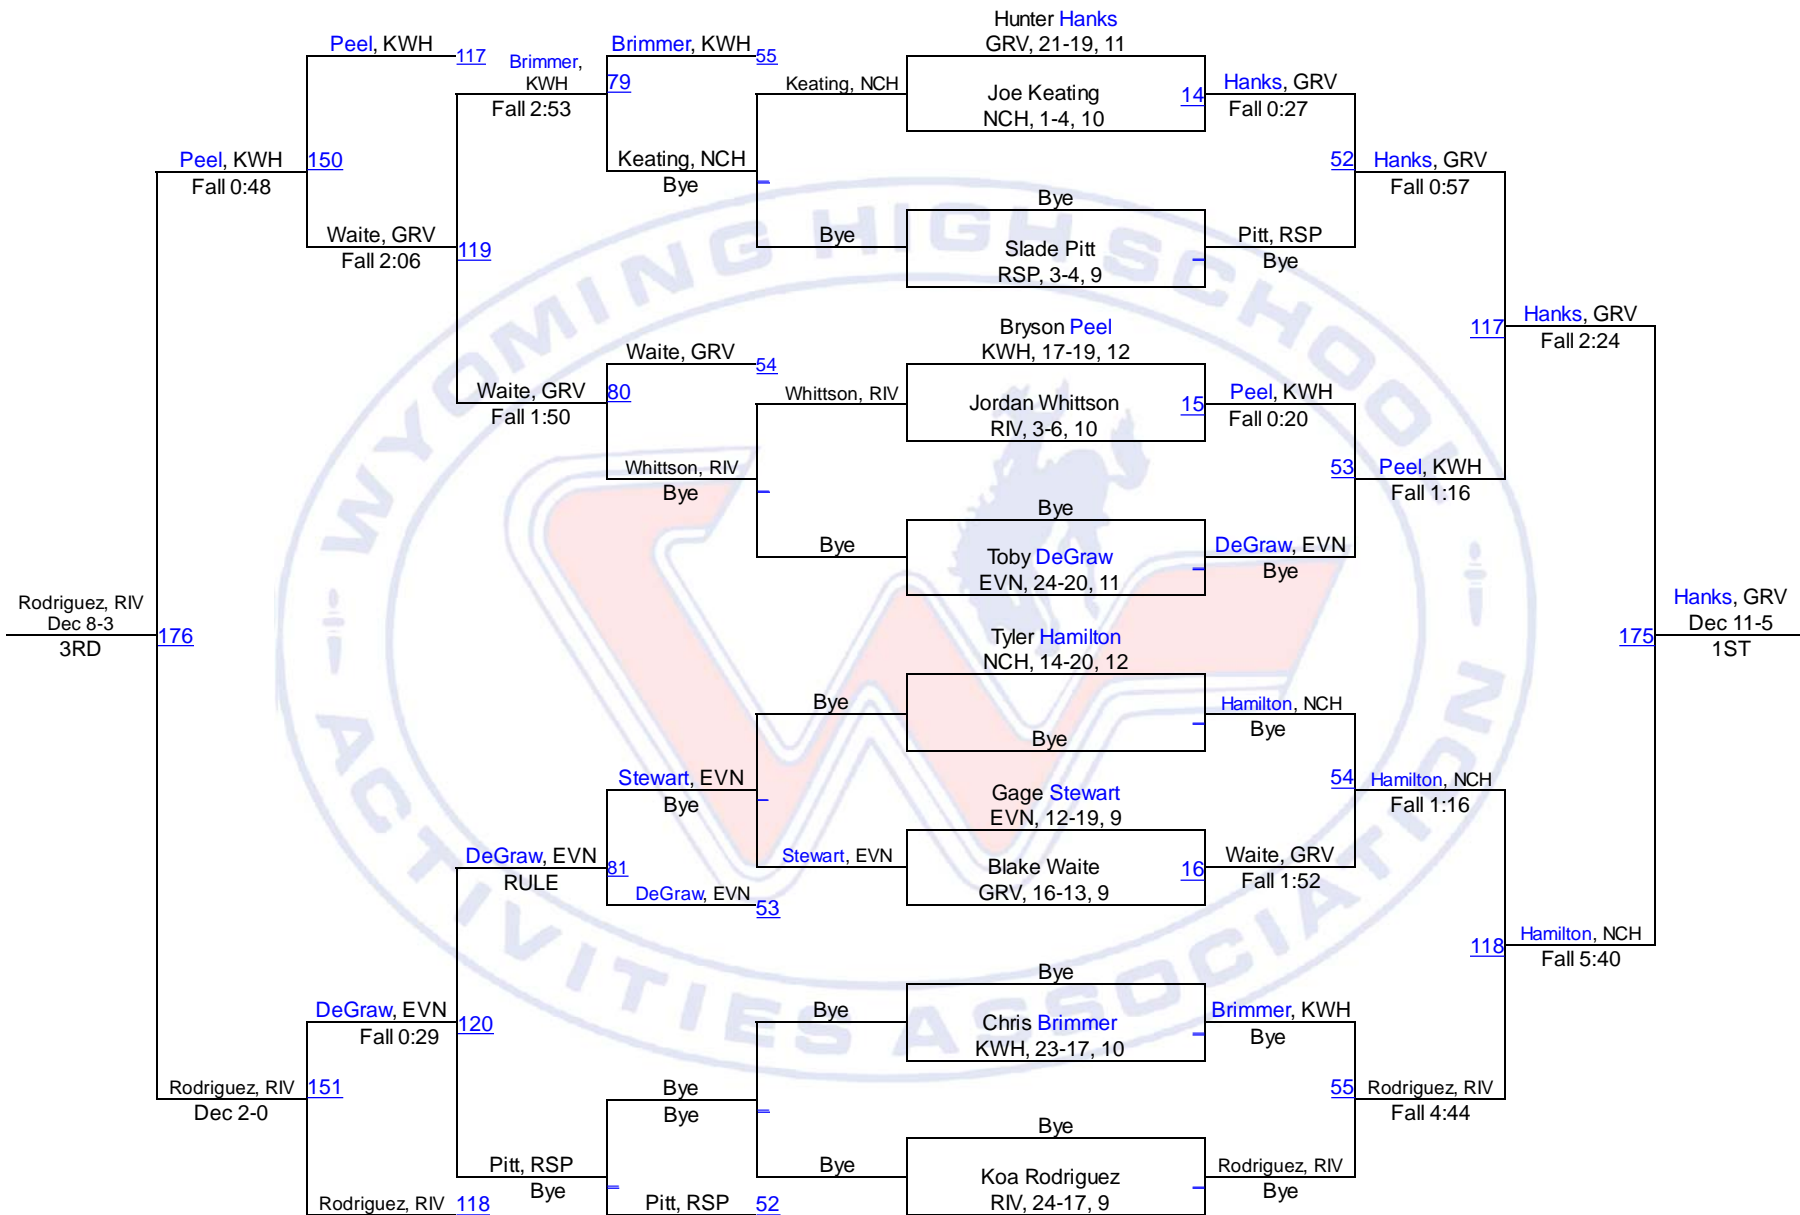 Hunter Hanks
GRV, 21-19, 11
Peel, KWH
117
Brimmer,
KWH
Fall 2:53
Brimmer, KWH
55
79
Keating, NCH
Joe Keating
NCH, 1-4, 10
14
Hanks, GRV
Fall 0:27
Peel, KWH
Fall 0:48
150
Keating, NCH
Bye
52
Hanks, GRV
Fall 0:57
Waite, GRV
Fall 2:06
119
Bye
Bye
Slade Pitt
RSP, 3-4, 9
Pitt, RSP
Bye
Bryson Peel
KWH, 17-19, 12
117
Hanks, GRV
Fall 2:24
Waite, GRV
54
Waite, GRV
Fall 1:50
80
Whittson, RIV
Jordan Whittson
RIV, 3-6, 10
15
Peel, KWH
Fall 0:20
Whittson, RIV
Bye
53
Peel, KWH
Fall 1:16
Bye
Bye
Toby DeGraw
EVN, 24-20, 11
DeGraw, EVN
Bye
Rodriguez, RIV
Dec 8-3
3RD
176
Tyler Hamilton
NCH, 14-20, 12
175
Hanks, GRV
Dec 11-5
1ST
Bye
Bye
Hamilton, NCH
Bye
Stewart, EVN
Bye
Gage Stewart
EVN, 12-19, 9
54
Hamilton, NCH
Fall 1:16
DeGraw, EVN
RULE
81
Stewart, EVN
Blake Waite
GRV, 16-13, 9
16
Waite, GRV
Fall 1:52
DeGraw, EVN
53
118
Hamilton, NCH
Fall 5:40
DeGraw, EVN
Fall 0:29
120
Bye
Bye
Chris Brimmer
KWH, 23-17, 10
Brimmer, KWH
Bye
Rodriguez, RIV
Dec 2-0
151
Bye
Bye
55
Rodriguez, RIV
Fall 4:44
Bye
Pitt, RSP
Bye
Bye
Koa Rodriguez
RIV, 24-17, 9
Rodriguez, RIV
Bye
Rodriguez, RIV
118
Pitt, RSP
52
WYOMING HIGH SCHOOL
ACTIVITIES ASSOCIATION